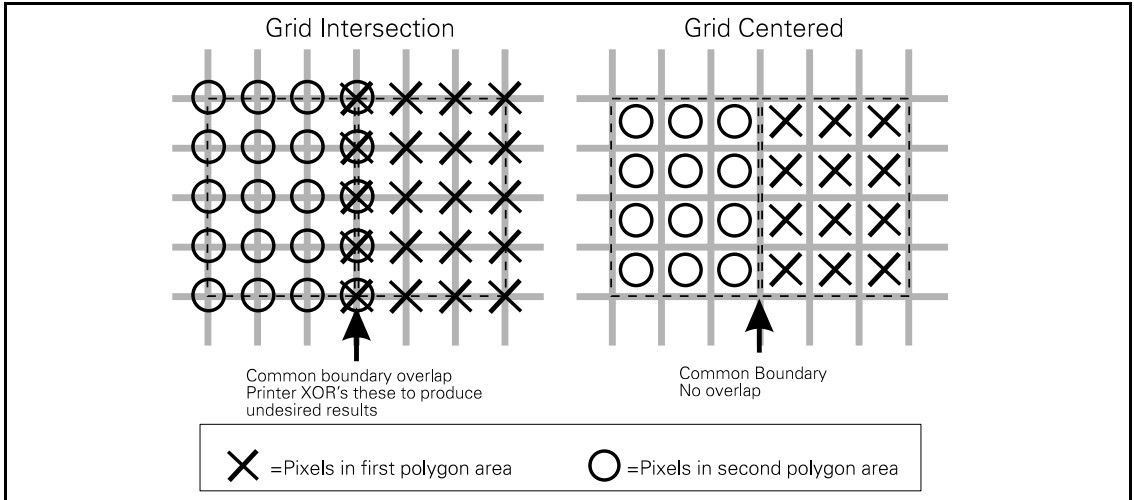 Grid Intersection
Grid Centered
Common boundary overlap
Printer XOR's these to produce
undesired results
Common Boundary
No overlap
=Pixels in first polygon area
=Pixels in second polygon area